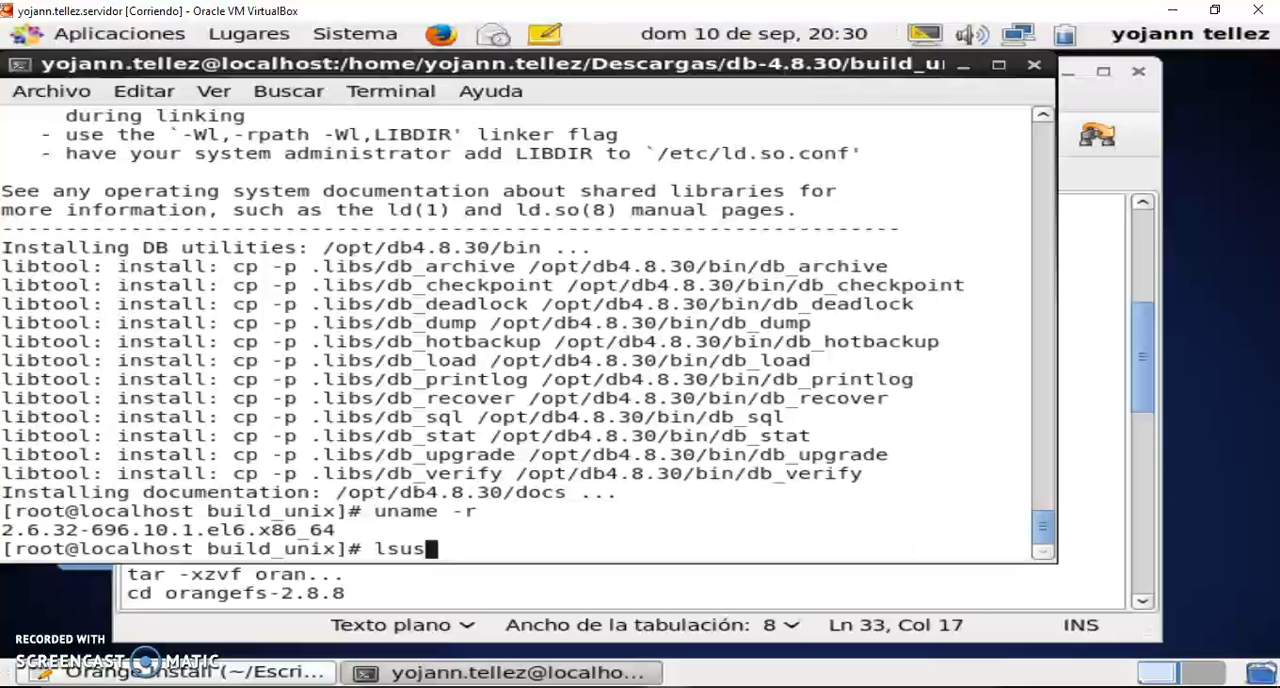 yojann.tellez.servidor [Corriendo] - Oracle VM VirtualBox
Aplicaciones Lugares Sistema dom 10 de sep, 20:30 yojann tellez
yojann.tellez@localhost:/home/yojann.tellez/Descargas/db-4.8.30/build_u
Archivo Editar Ver Buscar Terminal Ayuda
during linking
- use the `-Wl,-rpath -Wl,LIBDIR' linker flag
- have your system administrator add LIBDIR to `/etc/ld.so.conf'
See any operating system documentation about shared libraries for
more information, such as the ld(1) and ld.so(8) manual pages.
----------------------------------------------------------------------
Installing DB utilities: /opt/db4.8.30/bin ...
libtool: install: cp -p .libs/db_archive /opt/db4.8.30/bin/db_archive
libtool: install: cp -p .libs/db_checkpoint /opt/db4.8.30/bin/db_checkpoint
libtool: install: cp -p .libs/db_deadlock /opt/db4.8.30/bin/db_deadlock
libtool: install: cp -p .libs/db_dump /opt/db4.8.30/bin/db_dump
libtool: install: cp -p .libs/db_hotbackup /opt/db4.8.30/bin/db_hotbackup
libtool: install: cp -p .libs/db_load /opt/db4.8.30/bin/db_load
libtool: install: cp -p .libs/db_printlog /opt/db4.8.30/bin/db_printlog
libtool: install: cp -p .libs/db_recover /opt/db4.8.30/bin/db_recover
libtool: install: cp -p .libs/db_sql /opt/db4.8.30/bin/db_sql
libtool: install: cp -p .libs/db_stat /opt/db4.8.30/bin/db_stat
libtool: install: cp -p .libs/db_upgrade /opt/db4.8.30/bin/db_upgrade
libtool: install: cp -p .libs/db_verify /opt/db4.8.30/bin/db_verify
Installing documentation: /opt/db4.8.30/docs ...
[root@localhost build_unix]# uname -r
2.6.32-696.10.1.el6.x86_64
[root@localhost build_unix]# lsus
tar -xzvf oran...
cd orangefs-2.8.8
Texto plano Ancho de la tabulación: 8 Ln 33, Col 17 INS
RECORDED WITH
SCREENCAST MATIC
Orange Install (~/Escri... yojann.tellez@localho...